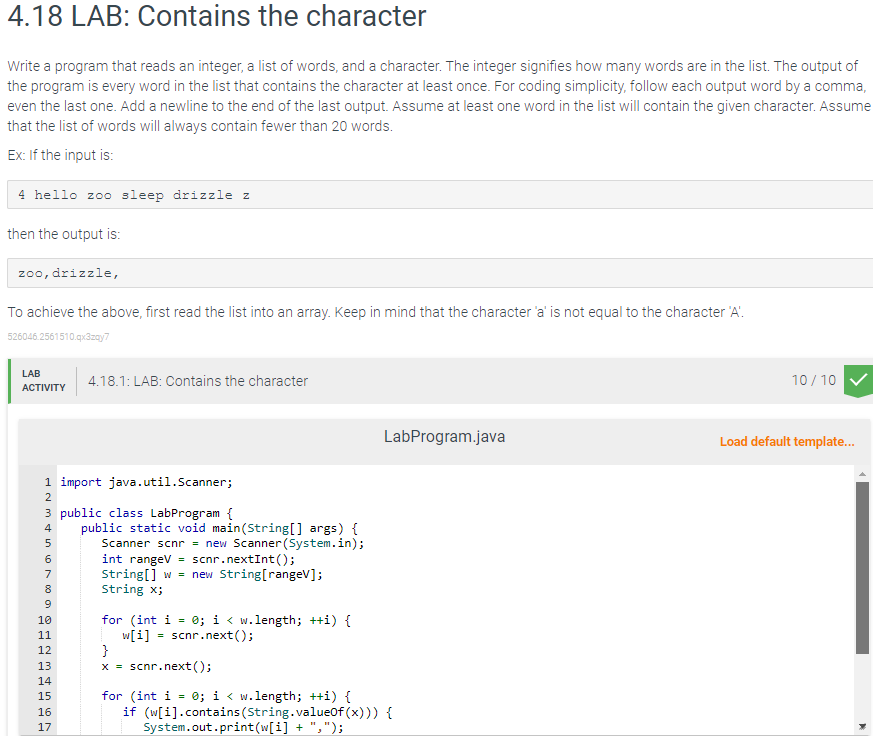 4.18 LAB: Contains the character
Write a program that reads an integer, a list of words, and a character. The integer signifies how many words are in the list. The output of
the program is every word in the list that contains the character at least once. For coding simplicity, follow each output word by a comma,
even the last one. Add a newline to the end of the last output. Assume at least one word in the list will contain the given character. Assume
that the list of words will always contain fewer than 20 words.
Ex: If the input is:
4 hello zoo sleep drizzle z
then the output is:
zoo,drizzle,
To achieve the above, first read the list into an array. Keep in mind that the character 'a' is not equal to the character 'A'.
526046.2561510.qx3zqy7
LAB
ACTIVITY
4.18.1: LAB: Contains the character
10 / 10
LabProgram.java
Load default template...
1 import java.util.Scanner;
2
3 public class LabProgram {
4 public static void main(String[] args) {
5 Scanner scnr = new Scanner(System.in);
6 int rangeV = scnr.nextInt();
7 String[] w = new String[rangeV];
8 String x;
9
10 for (int i = 0; i < w.length; ++i) {
11 w[i] = scnr.next();
12 }
13 x = scnr.next();
14
15 for (int i = 0; i < w.length; ++i) {
16 if (w[i].contains(String.valueOf(x))) {
17 System.out.print(w[i] + ",");